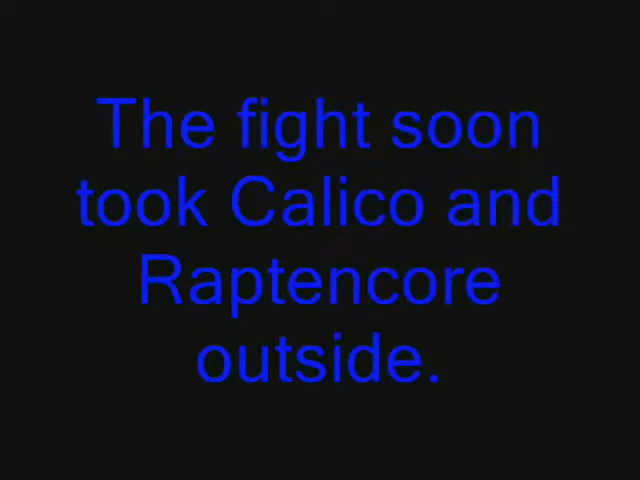 The fight soon
took Calico and
Raptencore
outside.